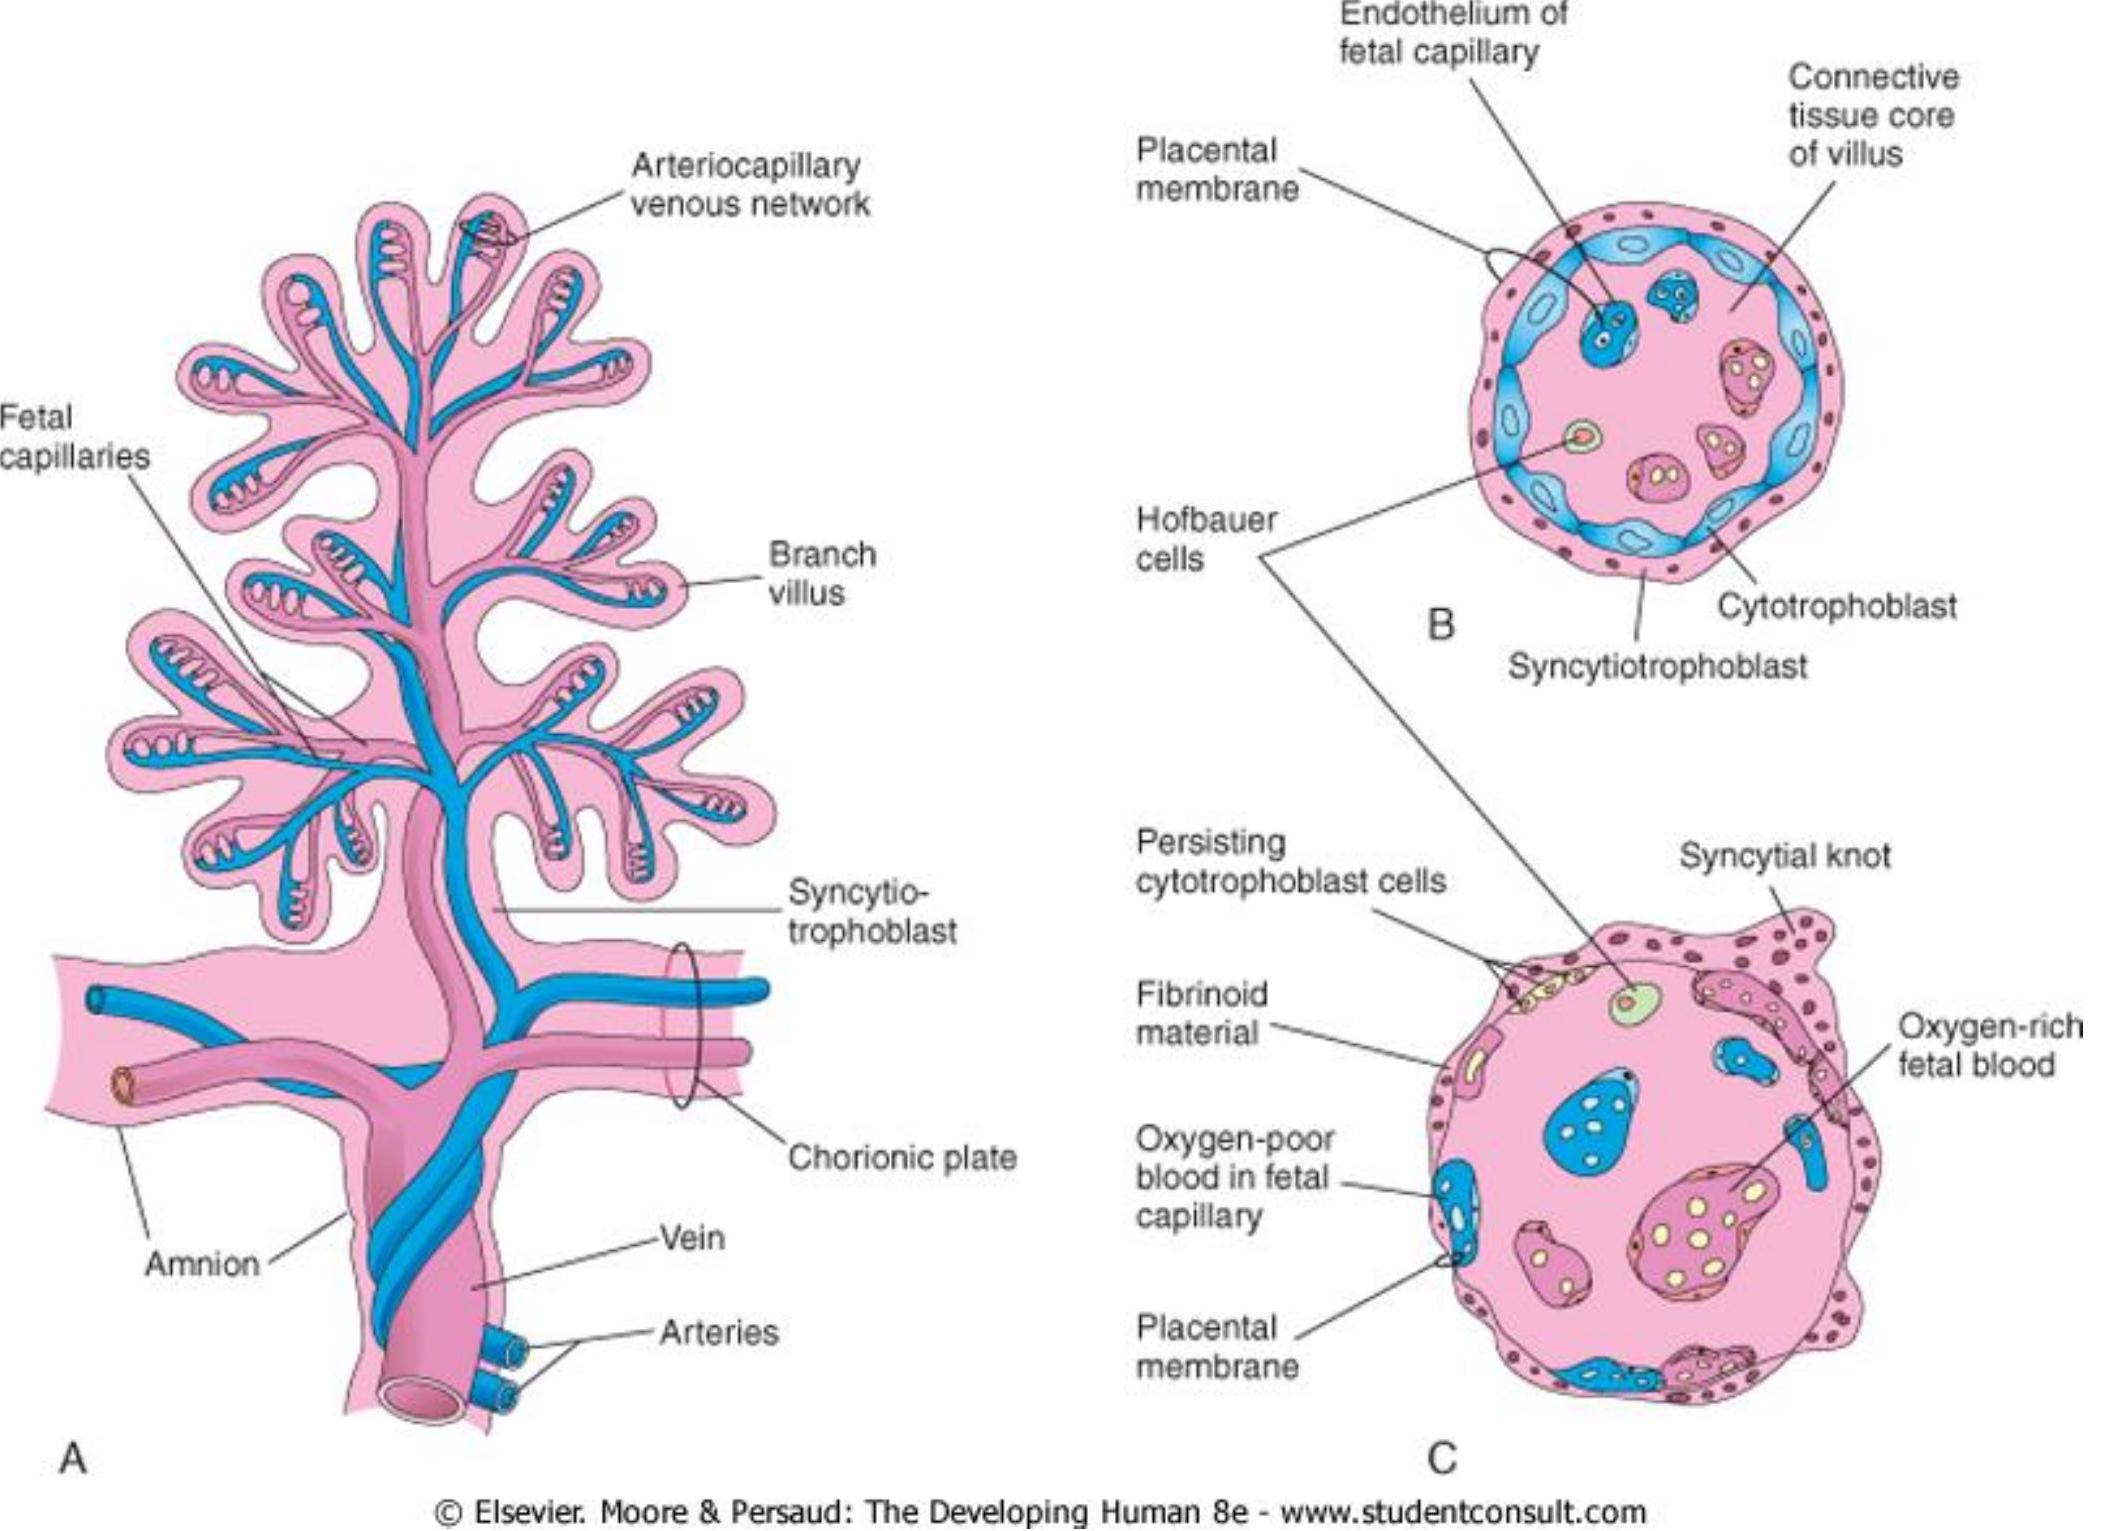 Arteriocapillary
venous network
Fetal
capillaries
Branch
villus
Syncytio-
trophoblast
Chorionic plate
Amnion
Vein
Arteries
A
Endothelium of
fetal capillary
Connective
tissue core
of villus
Placental
membrane
Hofbauer
cells
B
Cytotrophoblast
Syncytiotrophoblast
Persisting
cytotrophoblast cells
Syncytial knot
Fibrinoid
material
Oxygen-rich
fetal blood
Oxygen-poor
blood in fetal
capillary
Placental
membrane
C
© Elsevier. Moore & Persaud: The Developing Human 8e - www.studentconsult.com